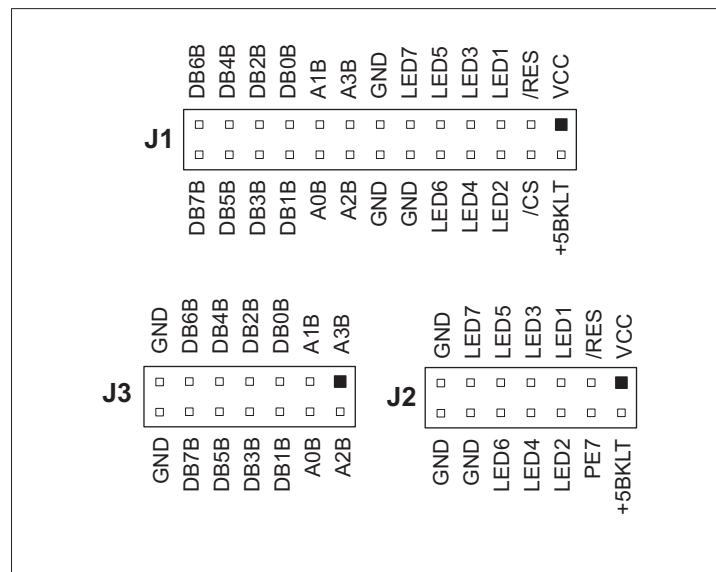 DB6B DB4B DB2B DB0B A1B A3B GND LED7 LED5 LED3 LED1 /RES VCC
J1
DB7B DB5B DB3B DB1B A0B A2B GND GND LED6 LED4 LED2 /CS +5BKLT
GND DB6B DB4B DB2B DB0B A1B A3B
J3
GND DB7B DB5B DB3B DB1B A0B A2B
GND LED7 LED5 LED3 LED1 /RES VCC
J2
GND GND LED6 LED4 LED2 PE7 +5BKLT